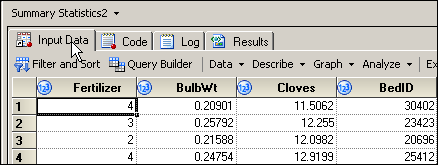 Summary Statistics2
Input Data Code Log Results
Filter and Sort Query Builder Data Describe Graph Analyze Ex
Fertilizer BulbWt Cloves BedID
1 4 0.20901 11.5062 30402
2 3 0.25792 12.255 23423
3 2 0.21588 12.0982 20696
4 4 0.24754 12.9199 25412